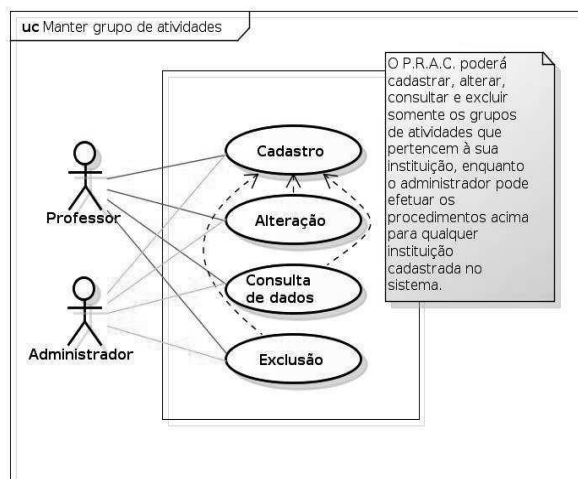 uc Manter grupo de atividades
O P.R.A.C. poderá
cadastrar, alterar,
consultar e excluir
somente os grupos
de atividades que
pertencem à sua
instituição, enquanto
o administrador pode
efetuar os
procedimentos acima
para qualquer
instituição
cadastrada no
sistema.
Cadastro
Professor
Alteração
Consulta
de dados
Administrador
Exclusão